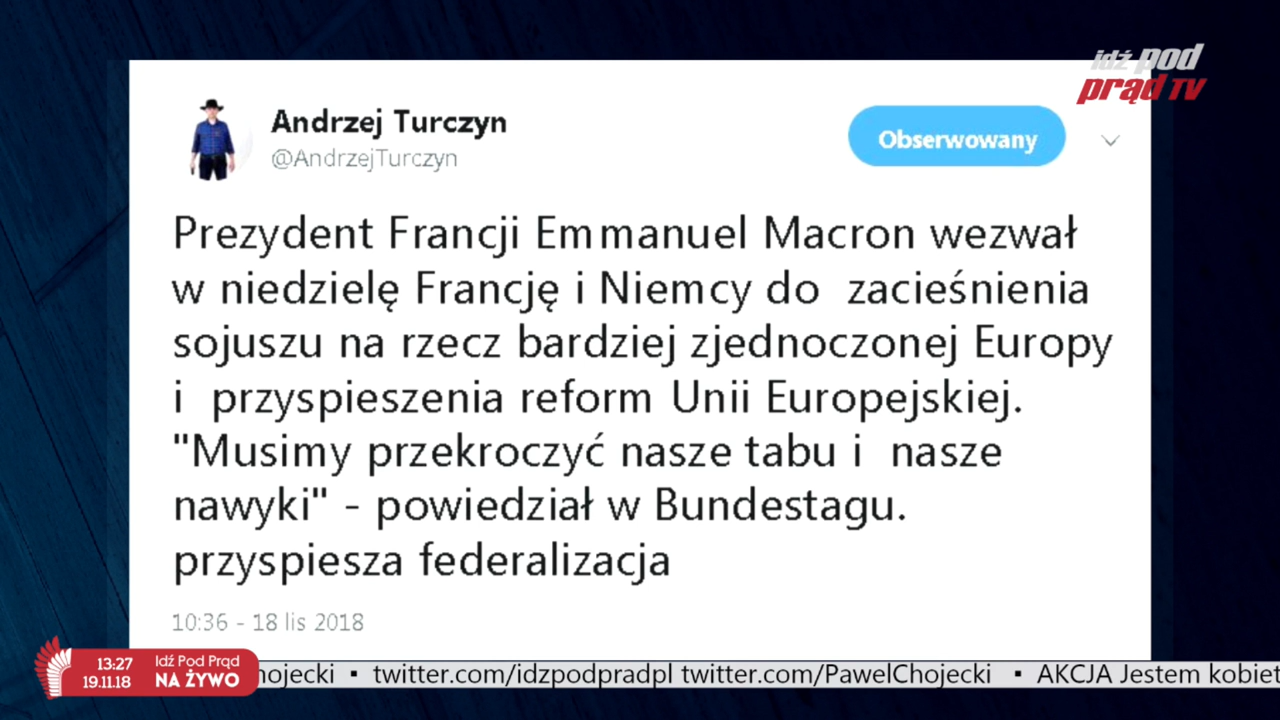 idź pod
prąd TV
Andrzej Turczyn
@AndrzejTurczyn
Obserwowany
Prezydent Francji Emmanuel Macron wezwał
w niedzielę Francję i Niemcy do zacieśnienia
sojuszu na rzecz bardziej zjednoczonej Europy
i przyspieszenia reform Unii Europejskiej.
"Musimy przekroczyć nasze tabu i nasze
nawyki" - powiedział w Bundestagu.
przyspiesza federalizacja
10:36 - 18 lis 2018
13:27
19.11.18
Idź Pod Prąd
NA ŻYWO
hojecki ▪ twitter.com/idzpodpradpl twitter.com/PawelChojecki ▪ AKCJA Jestem kobiet